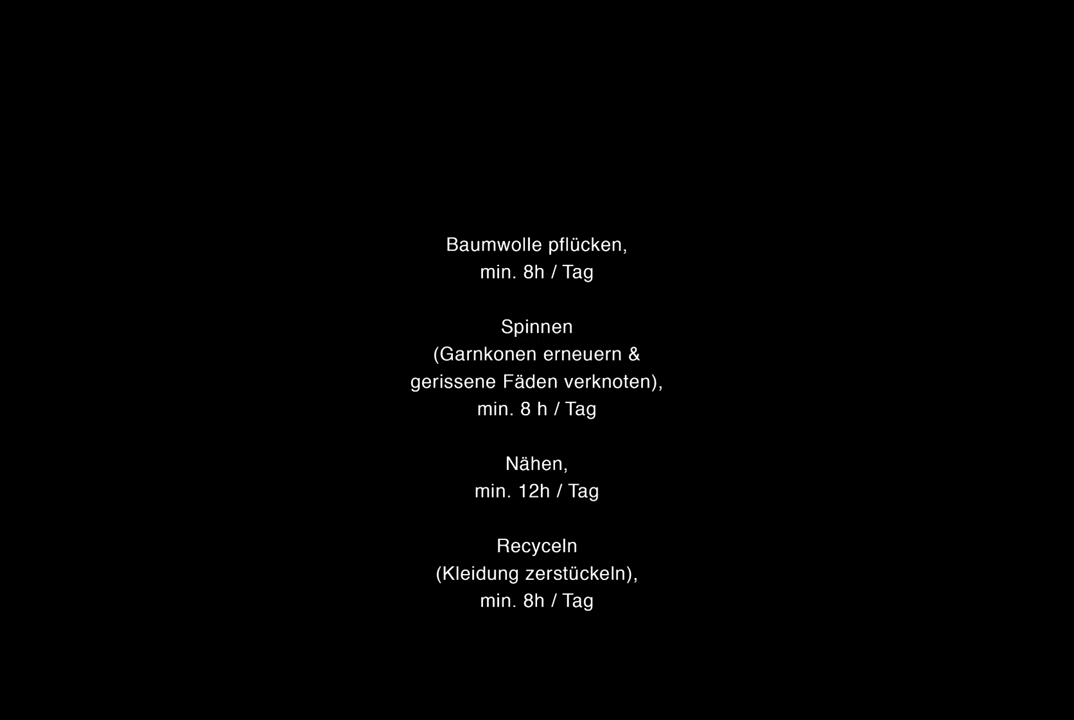 Baumwolle pflücken,
min. 8h / Tag
Spinnen
(Garnkonen erneuern &
gerissene Fäden verknoten),
min. 8 h / Tag
Nähen,
min. 12h / Tag
Recyceln
(Kleidung zerstückeln),
min. 8h / Tag